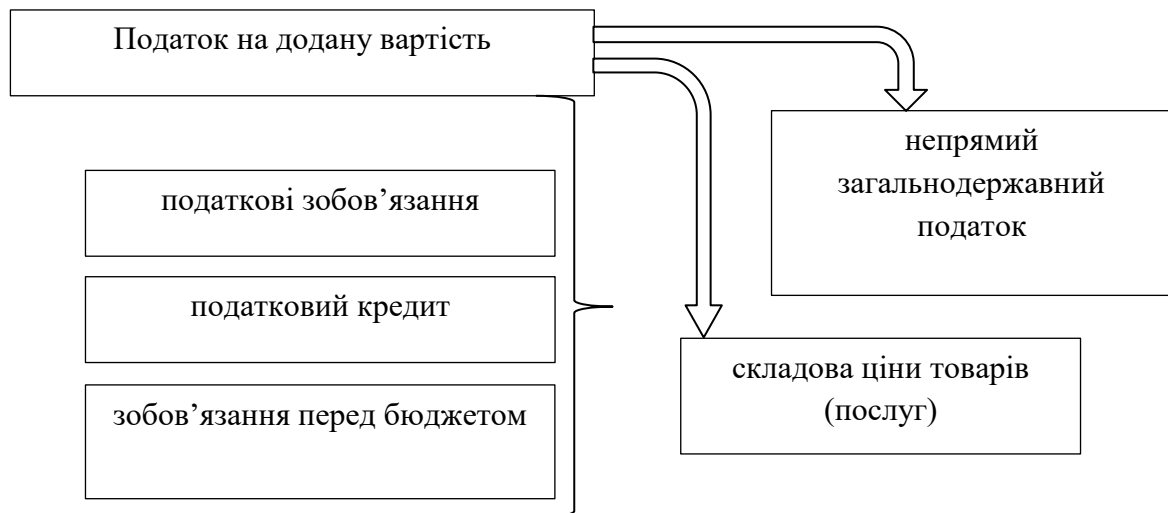 Податок на додану вартість
непрямий
загальнодержавний
податок
податкові зобов’язання
податковий кредит
зобов’язання перед бюджетом
складова ціни товарів
(послуг)